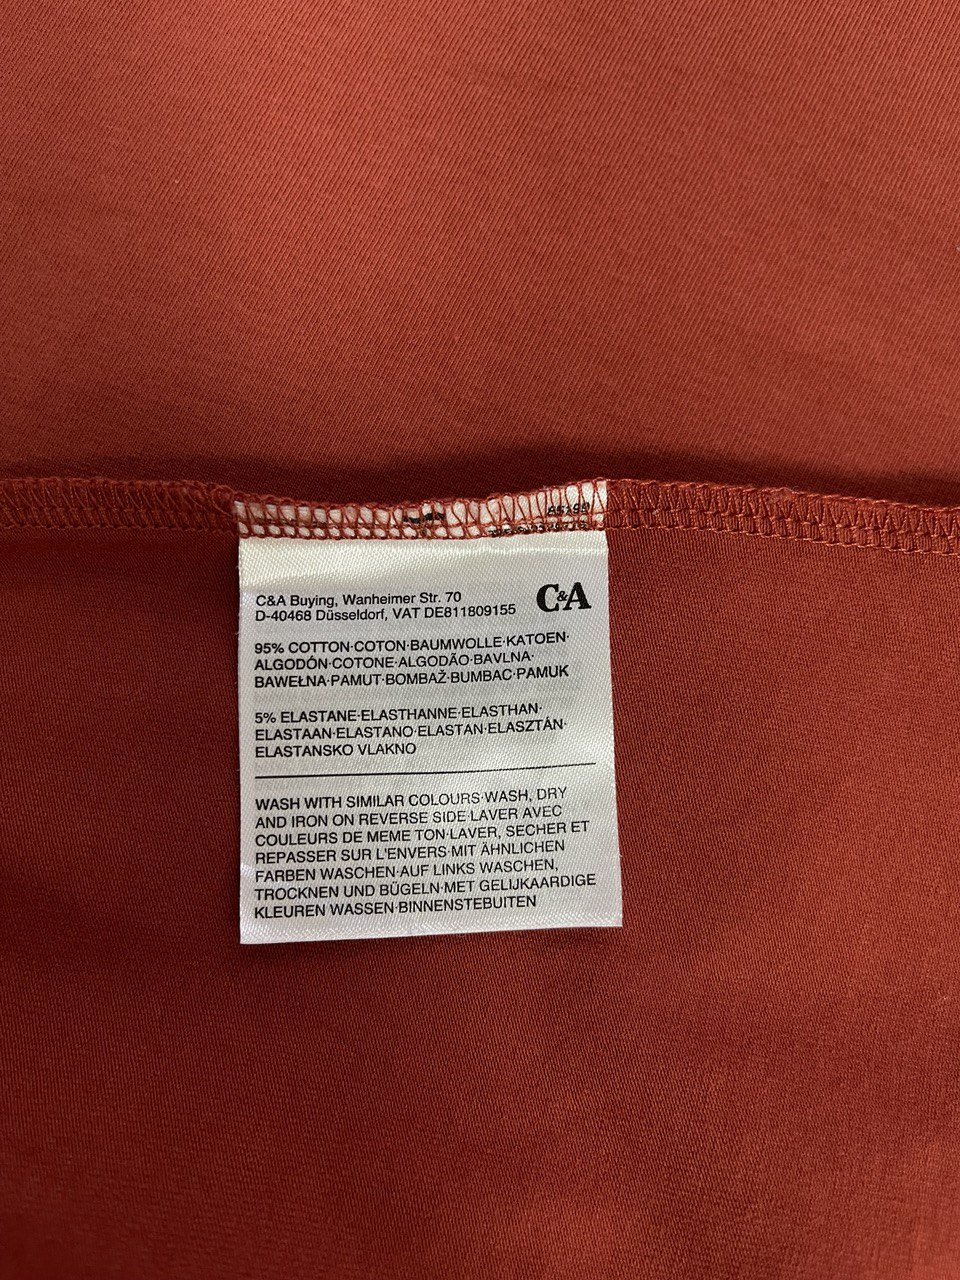 C&A Buying, Wanheimer Str. 70
D-40468 Düsseldorf, VAT DE811809155
C&A
95% COTTON·COTON·BAUMWOLLE·KATOEN·
ALGODÓN·COTONE·ALGODÃO·BAVLNA·
BAWEŁNA·PAMUT·BOMBAŽ·BUMBAC·PAMUK
5% ELASTANE·ELASTHANNE·ELASTHAN·
ELASTAAN·ELASTANO·ELASTAN·ELASZTÁN·
ELASTANSKO VLAKNO
WASH WITH SIMILAR COLOURS·WASH, DRY
AND IRON ON REVERSE SIDE·LAVER AVEC
COULEURS DE MEME TON·LAVER, SECHER ET
REPASSER SUR L'ENVERS·MIT ÄHNLICHEN
FARBEN WASCHEN·AUF LINKS WASCHEN,
TROCKNEN UND BÜGELN·MET GELIJKAARDIGE
KLEUREN WASSEN·BINNENSTEBUITEN